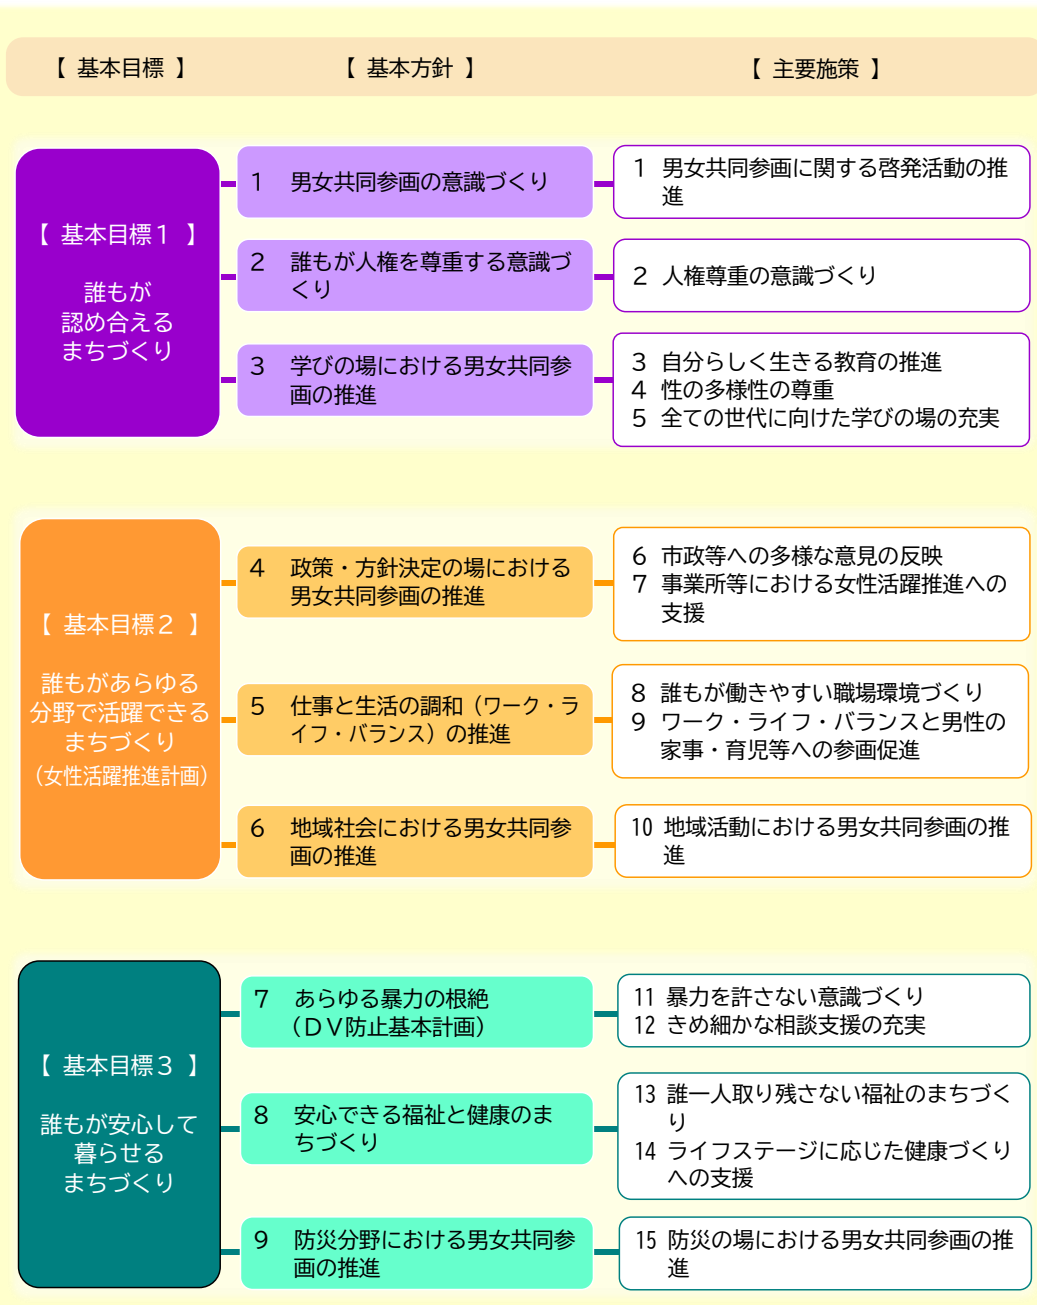 【 基本目標 】 【 基本方針 】 【 主要施策 】
【 基本目標１ 】
誰もが
認め合える
まちづくり
１ 男女共同参画の意識づくり
１ 男女共同参画に関する啓発活動の推
進
２ 誰もが人権を尊重する意識づ
くり
２ 人権尊重の意識づくり
３ 学びの場における男女共同参
画の推進
３ 自分らしく生きる教育の推進
４ 性の多様性の尊重
５ 全ての世代に向けた学びの場の充実
【 基本目標２ 】
誰もがあらゆる
分野で活躍できる
まちづくり
（女性活躍推進計画）
４ 政策・方針決定の場における
男女共同参画の推進
６ 市政等への多様な意見の反映
７ 事業所等における女性活躍推進への
支援
５ 仕事と生活の調和（ワーク・ラ
イフ・バランス）の推進
８ 誰もが働きやすい職場環境づくり
９ ワーク・ライフ・バランスと男性の
家事・育児等への参画促進
６ 地域社会における男女共同参
画の推進
10 地域活動における男女共同参画の推
進
【 基本目標３ 】
誰もが安心して
暮らせる
まちづくり
７ あらゆる暴力の根絶
（ＤＶ防止基本計画）
11 暴力を許さない意識づくり
12 きめ細かな相談支援の充実
８ 安心できる福祉と健康のま
ちづくり
13 誰一人取り残さない福祉のまちづく
り
14 ライフステージに応じた健康づくり
への支援
９ 防災分野における男女共同参
画の推進
15 防災の場における男女共同参画の推
進